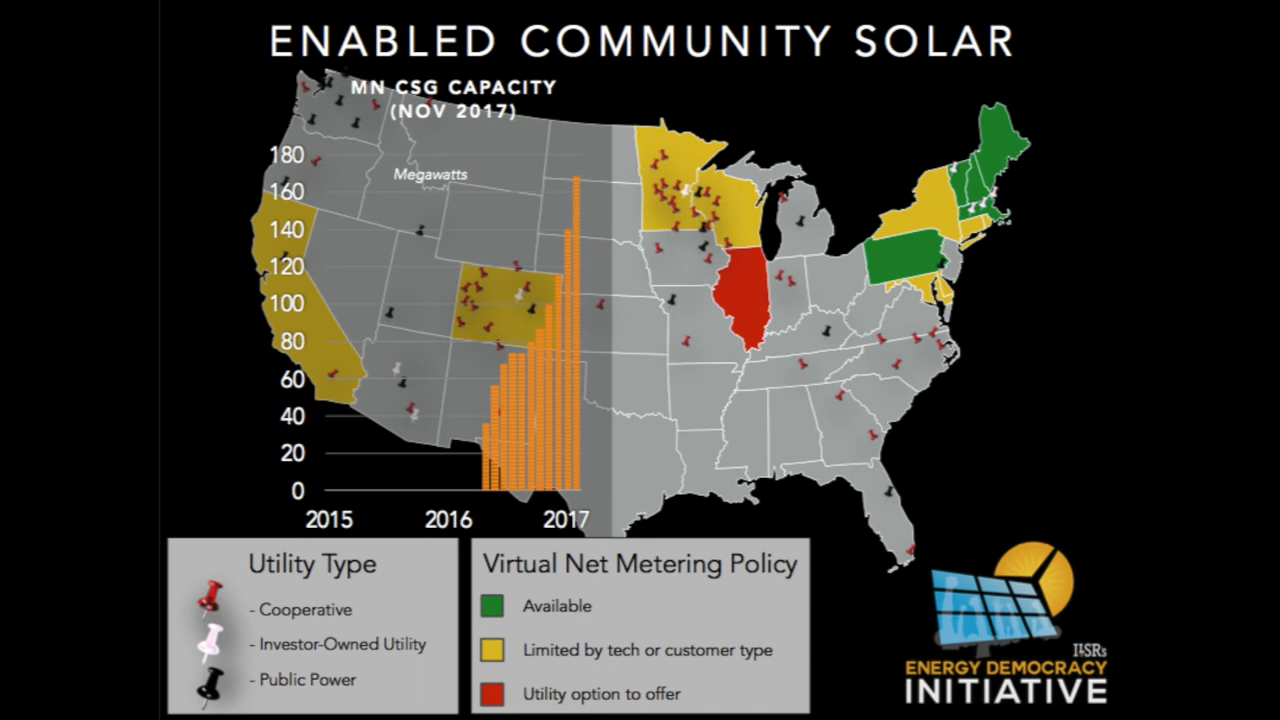 ENABLED COMMUNITY SOLAR
MN CSG CAPACITY
(NOV 2017)
Megawatts
180
160
140
120
100
80
60
40
20
0
2015 2016 2017
Utility Type
- Cooperative
- Investor-Owned Utility
- Public Power
Virtual Net Metering Policy
Available
Limited by tech or customer type
Utility option to offer
ILSRs
ENERGY DEMOCRACY
INITIATIVE